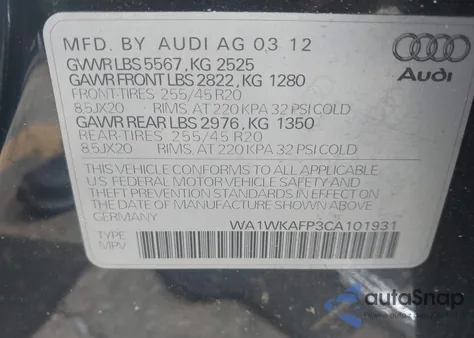 MFD. BY AUDI AG 03 12
GVWR LBS 5567, KG 2525
GAWR FRONT LBS 2822, KG 1280
FRONT-TIRES 255/45 R20
8.5JX20 RIMS, AT 220 KPA 32 PSI COLD
GAWR REAR LBS 2976, KG 1350
REAR-TIRES 255/45 R20
8.5JX20 RIMS, AT 220 KPA 32 PSI COLD
THIS VEHICLE CONFORMS TO ALL APPLICABLE
U.S. FEDERAL MOTOR VEHICLE SAFETY AND
THEFT PREVENTION STANDARDS IN EFFECT ON
THE DATE OF MANUFACTURE SHOWN ABOVE.
GERMANY WA1WKAFP3CA101931
TYPE
MPV
Audi
autoSnap